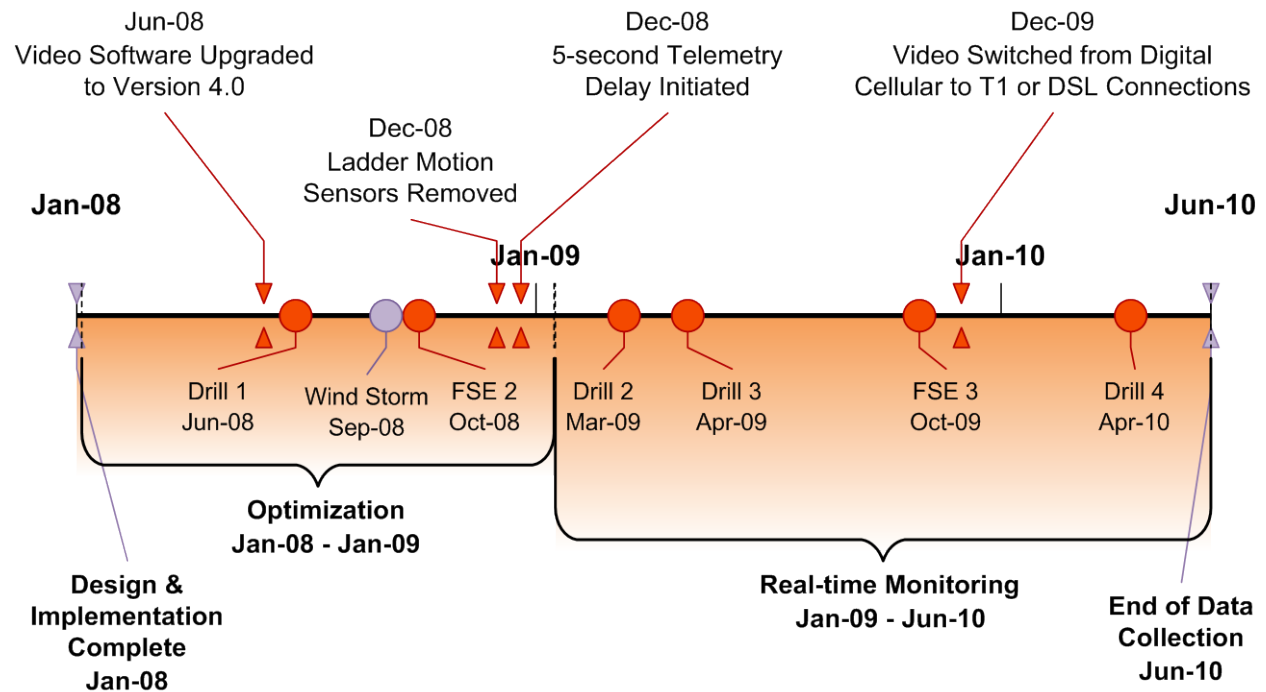 Jun-08
Video Software Upgraded
to Version 4.0
Dec-08
Ladder Motion
Sensors Removed
Dec-08
5-second Telemetry
Delay Initiated
Dec-09
Video Switched from Digital
Cellular to T1 or DSL Connections
Jan-08
Jan-09
Jan-10
Jun-10
Drill 1
Jun-08
Wind Storm
Sep-08
FSE 2
Oct-08
Drill 2
Mar-09
Drill 3
Apr-09
FSE 3
Oct-09
Drill 4
Apr-10
Optimization
Jan-08 - Jan-09
Real-time Monitoring
Jan-09 - Jun-10
Design &
Implementation
Complete
Jan-08
End of Data
Collection
Jun-10